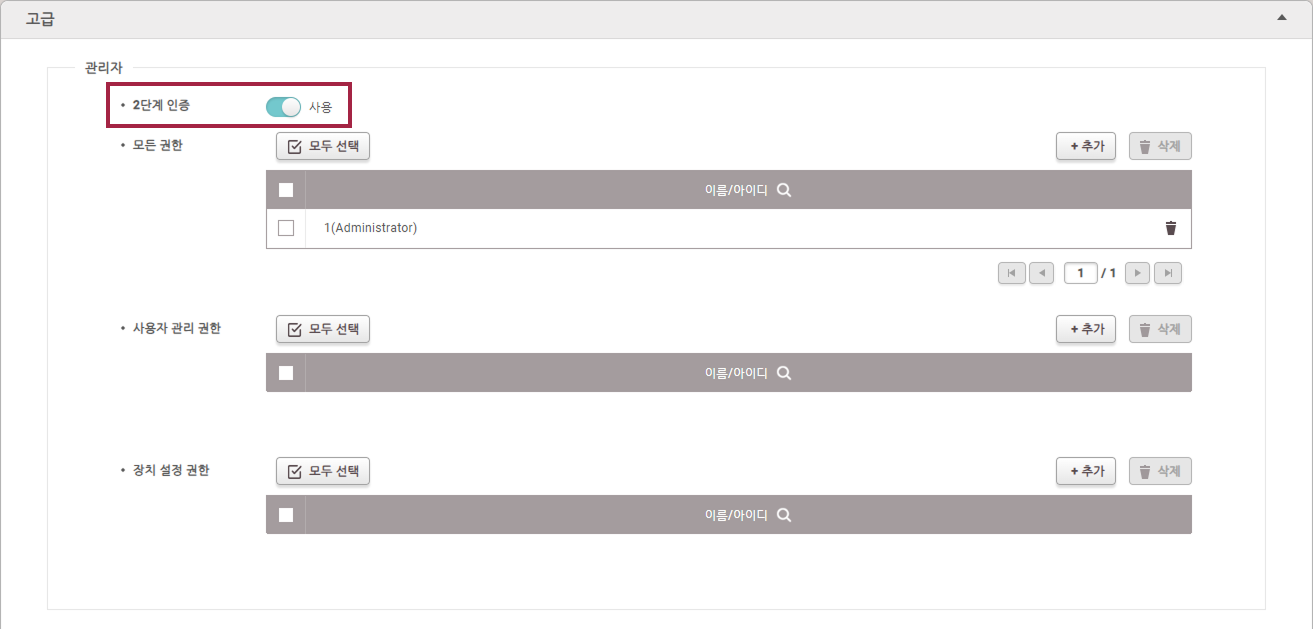 고급
관리자
• 2단계 인증 사용
• 모든 권한 모두 선택 + 추가 삭제
이름/아이디
1(Administrator)
1 / 1
• 사용자 관리 권한 모두 선택 + 추가 삭제
이름/아이디
• 장치 설정 권한 모두 선택 + 추가 삭제
이름/아이디